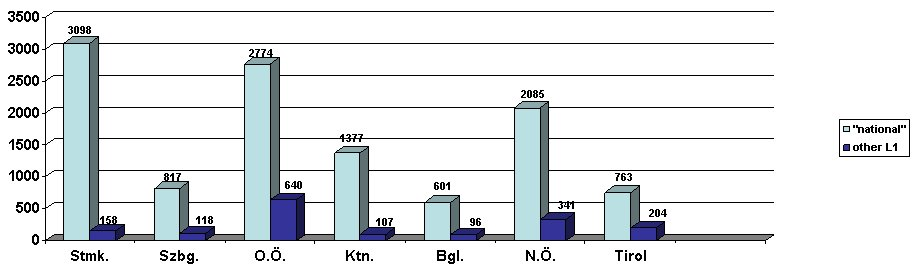 3500
3000
2500
2000
1500
1000
500
0
3098
158
817
118
2774
640
1377
107
601
96
2085
341
763
204
Stmk.
Szbg.
O.Ö.
Ktn.
Bgl.
N.Ö.
Tirol
"national"
other L1